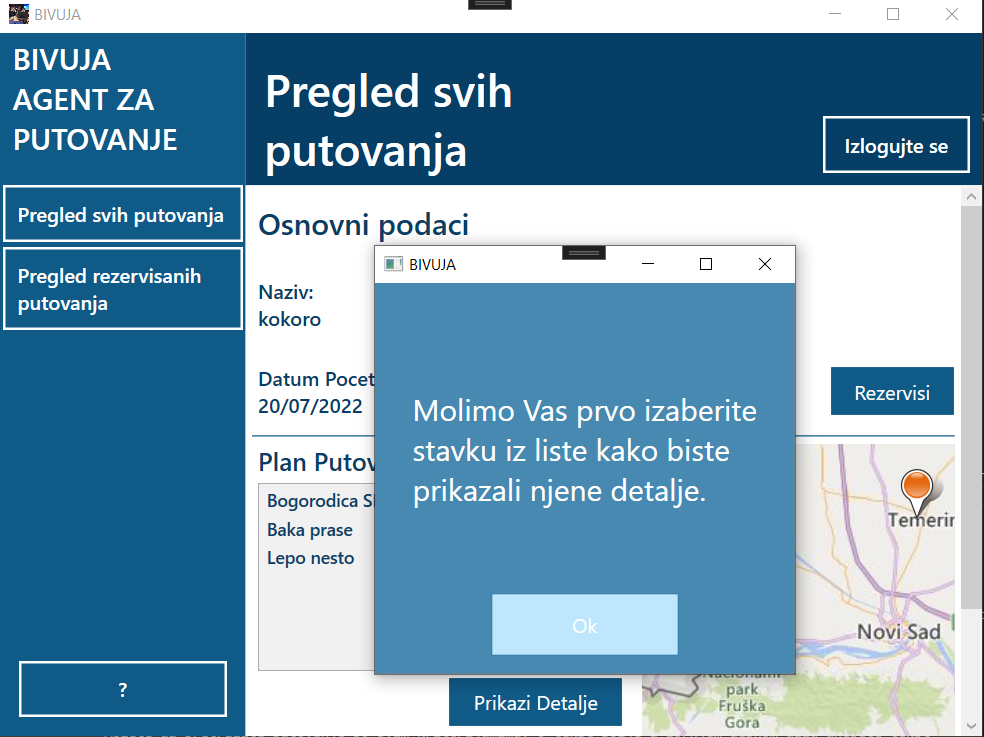 BIVUJA
BIVUJA
AGENT ZA
PUTOVANJE
Pregled svih
putovanja
Izlogujte se
Pregled svih putovanja
Pregled rezervisanih
putovanja
?
Osnovni podaci
Naziv:
kokoro
Datum Pocet
20/07/2022
Rezervisi
Plan Putov
Bogorodica
Baka prase
Lepo nesto
Prikazi Detalje
BIVUJA
Molimo Vas prvo izaberite
stavku iz liste kako biste
prikazali njene detalje.
Ok
Temerin
Novi Sad
Nacionalni
park
Fruška
Gora